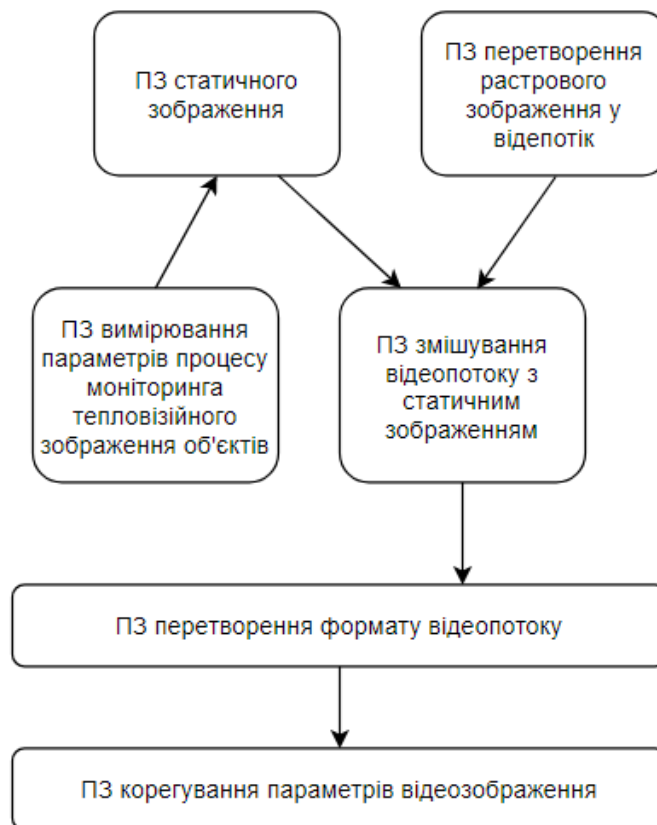 ПЗ статичного
зображення
ПЗ перетворення
растрового
зображення у
відепотік
ПЗ вимірювання
параметрів процесу
моніторинга
тепловізійного
зображення об'єктів
ПЗ змішування
відеопотоку з
статичним
зображенням
ПЗ перетворення формату відеопотоку
ПЗ корегування параметрів відеозображення